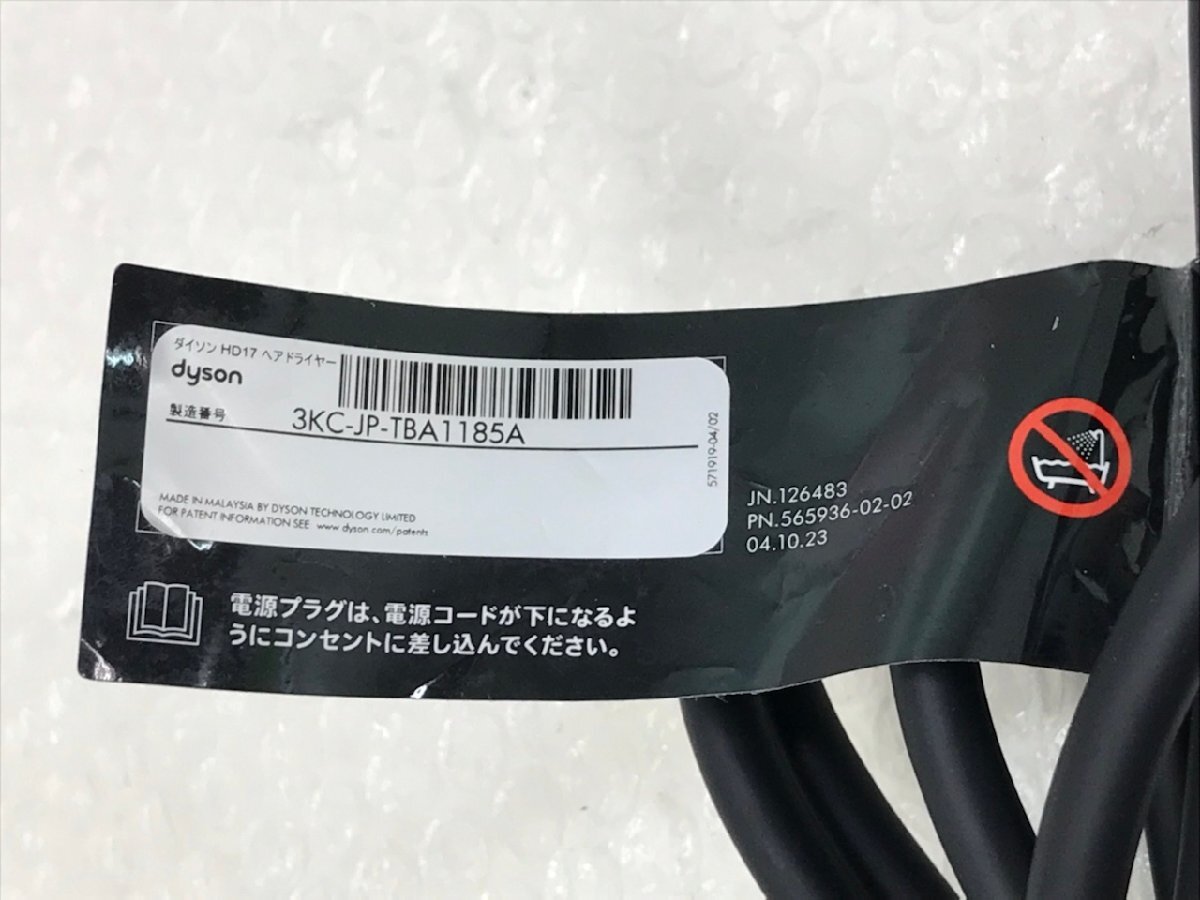 ダイソン HD17 ヘアドライヤー
dyson
製造番号 3KC-JP-TBA1185A
571919-04/02
MADE IN MALAYSIA BY DYSON TECHNOLOGY LIMITED
FOR PATENT INFORMATION SEE www.dyson.com/patents
JN.126483
PN.565936-02-02
04.10.23
電源プラグは、電源コードが下になるよ
うにコンセントに差し込んでください。